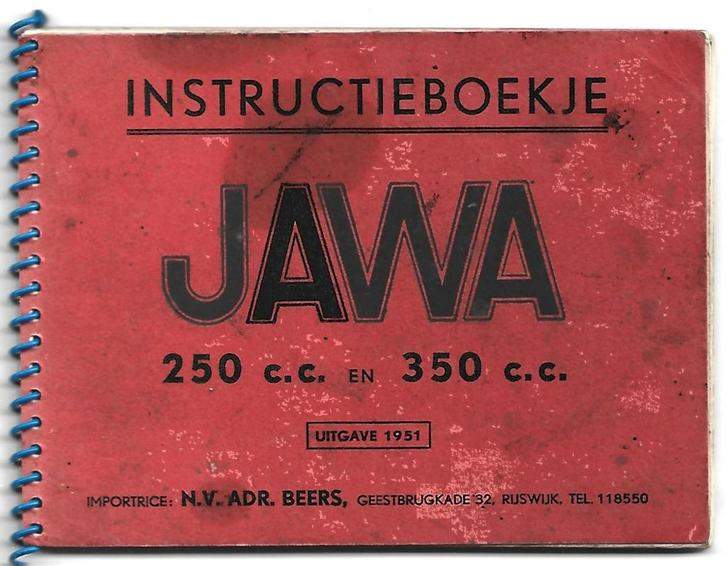 INSTRUCTIEBOEKJE
JAWA
250 c.c. EN 350 c.c.
UITGAVE 1951
IMPORTRICE: N.V. ADR. BEERS, GEESTBRUGKADE 32, RIJSWIJK, TEL. 118550